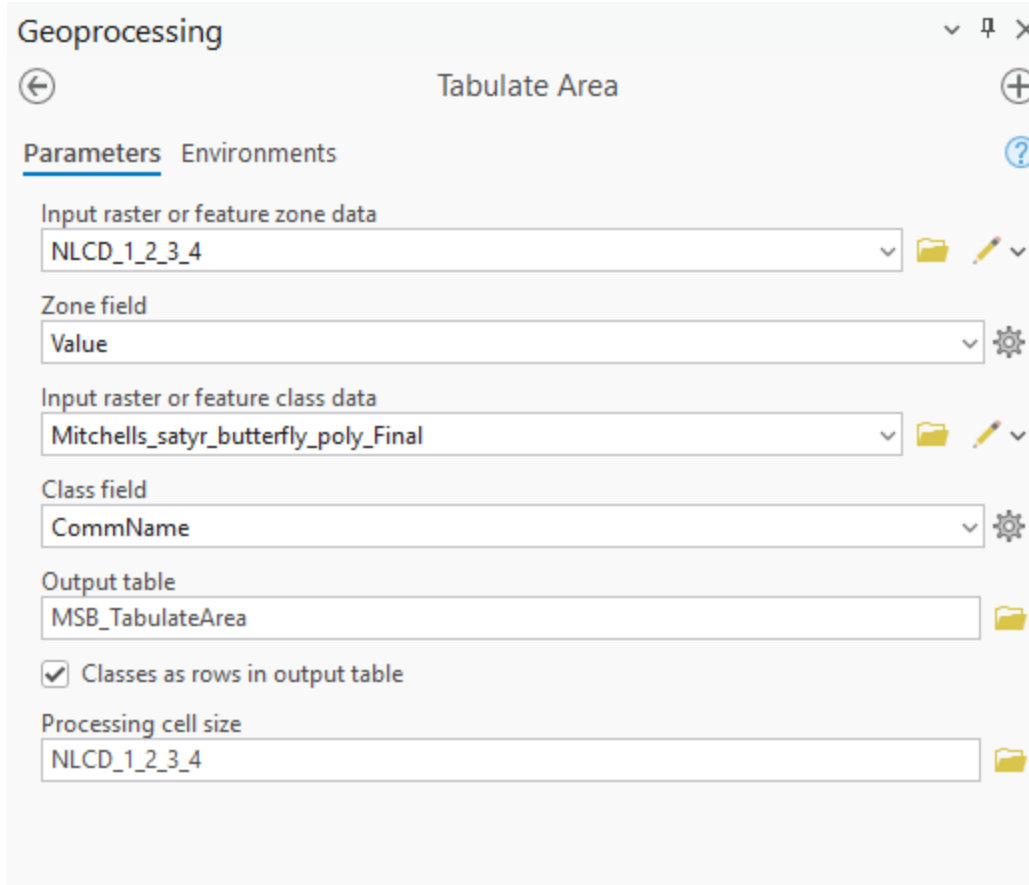 Geoprocessing
Tabulate Area
Parameters Environments
Input raster or feature zone data
NLCD_1_2_3_4
Zone field
Value
Input raster or feature class data
Mitchells_satyr_butterfly_poly_Final
Class field
CommName
Output table
MSB_TabulateArea
Classes as rows in output table
Processing cell size
NLCD_1_2_3_4